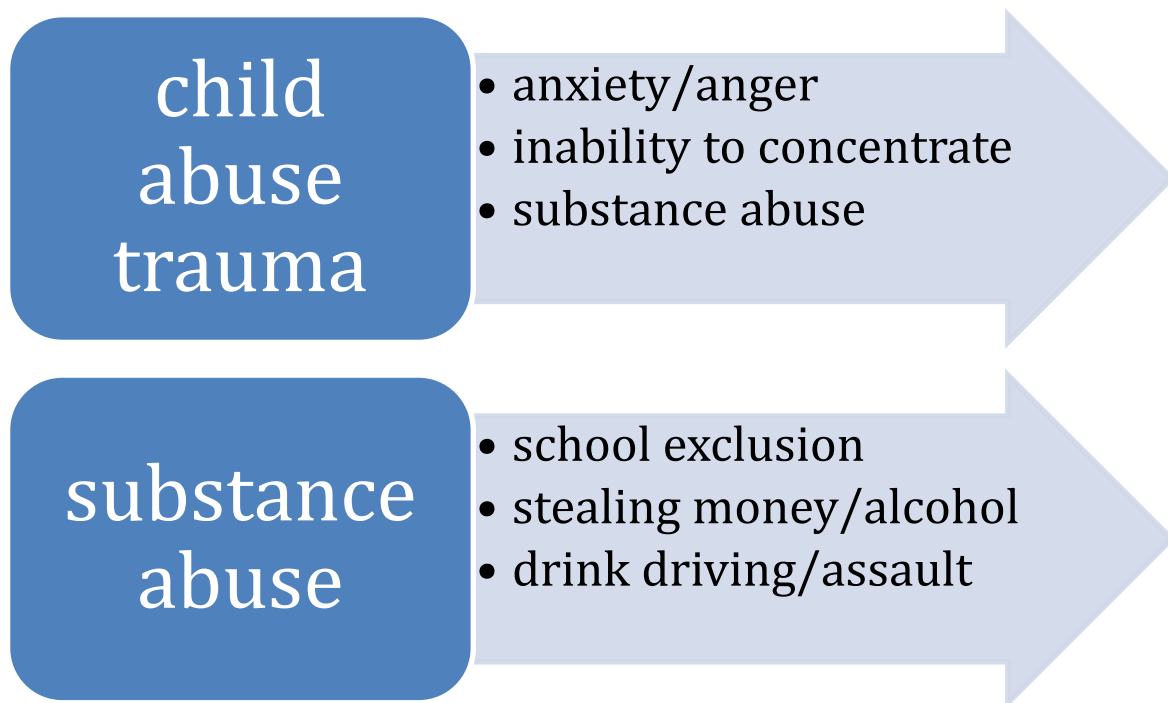 child
abuse
trauma
• anxiety/anger
• inability to concentrate
• substance abuse
substance
abuse
• school exclusion
• stealing money/alcohol
• drink driving/assault